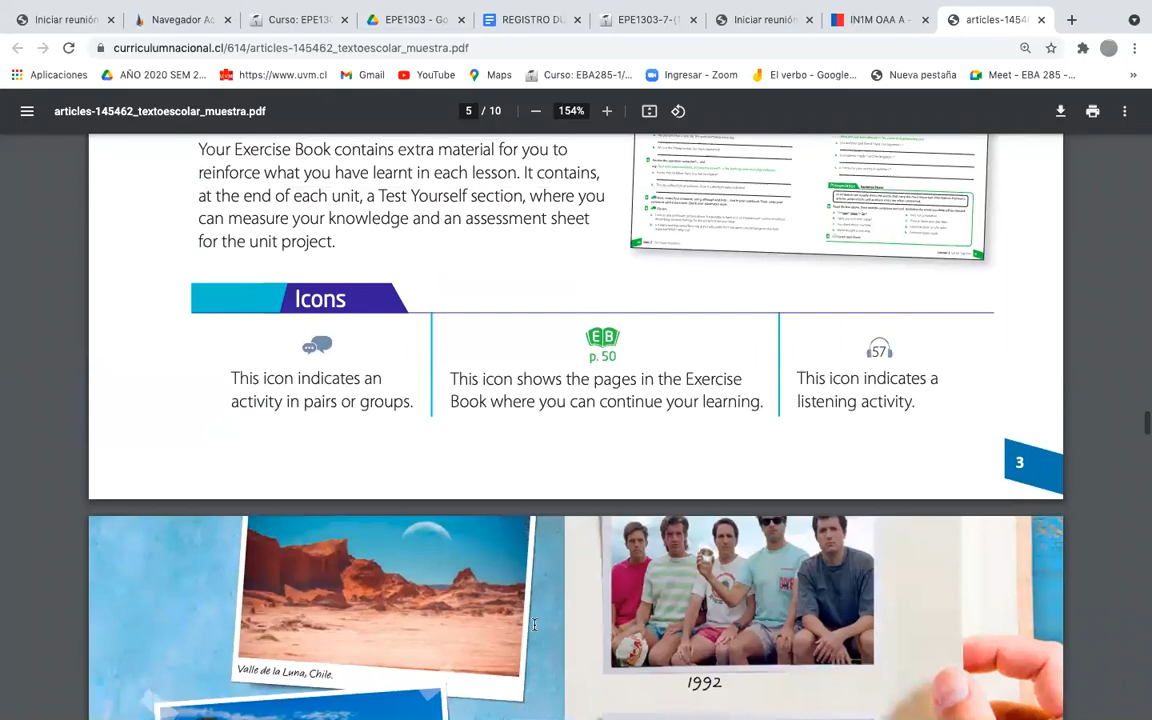 Iniciar reunión
Navegador Ac
Curso: EPE13(
EPE1303 - Go
REGISTRO DU
EPE1303-7-(1
Iniciar reunión
IN1M OAA A -
articles-1454
curriculumnacional.cl/614/articles-145462_textoescolar_muestra.pdf
Aplicaciones
AÑO 2020 SEM 2...
https://www.uvm.cl
Gmail
YouTube
Maps
Curso: EBA285-1/...
Ingresar - Zoom
El verbo - Google...
Nueva pestaña
Meet - EBA 285 -...
»
articles-145462_textoescolar_muestra.pdf
5 / 10
154%
Your Exercise Book contains extra material for you to
reinforce what you have learnt in each lesson. It contains,
at the end of each unit, a Test Yourself section, where you
can measure your knowledge and an assessment sheet
for the unit project.
Icons
This icon indicates an
activity in pairs or groups.
EB
p. 50
This icon shows the pages in the Exercise
Book where you can continue your learning.
57
This icon indicates a
listening activity.
3
Valle de la Luna, Chile.
1992